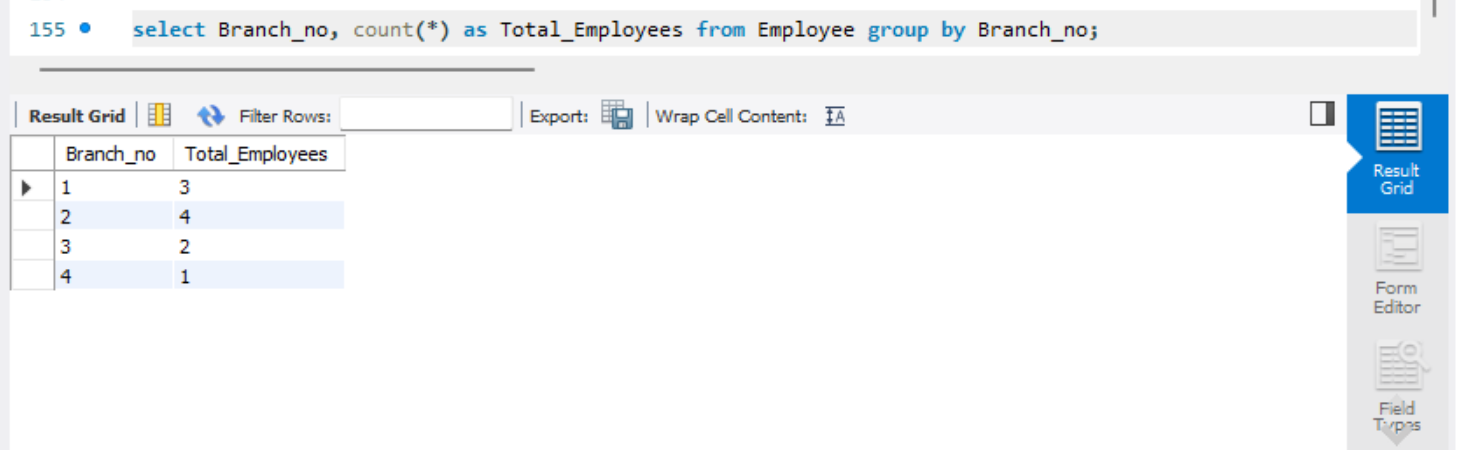 155 select Branch_no, count(*) as Total_Employees from Employee group by Branch_no;
Result Grid Filter Rows: Export: Wrap Cell Content: IA
Branch_no Total_Employees
1 3
2 4
3 2
4 1
Result
Grid
Form
Editor
Field
Types